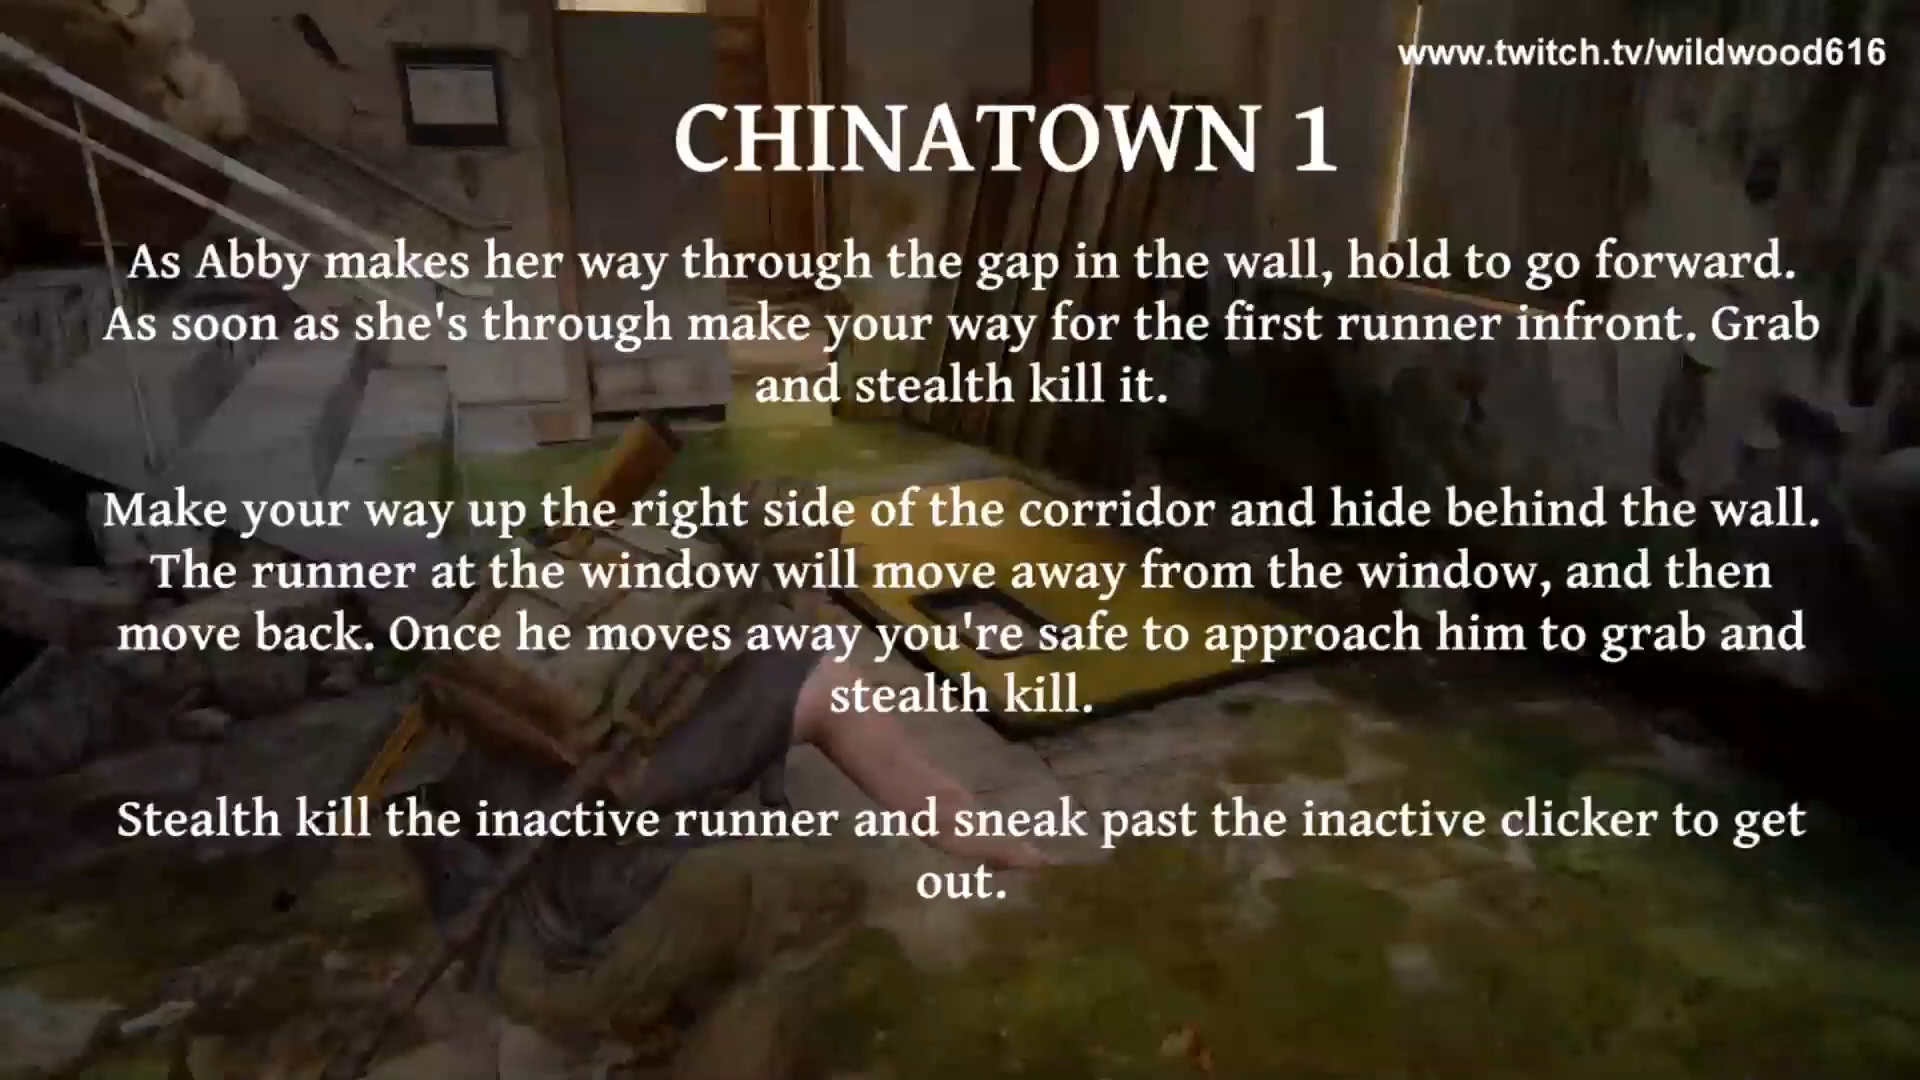 www.twitch.tv/wildwood616
CHINATOWN 1
As Abby makes her way through the gap in the wall, hold to go forward.
As soon as she's through make your way for the first runner infront. Grab
and stealth kill it.
Make your way up the right side of the corridor and hide behind the wall.
The runner at the window will move away from the window, and then
move back. Once he moves away you're safe to approach him to grab and
stealth kill.
Stealth kill the inactive runner and sneak past the inactive clicker to get
out.